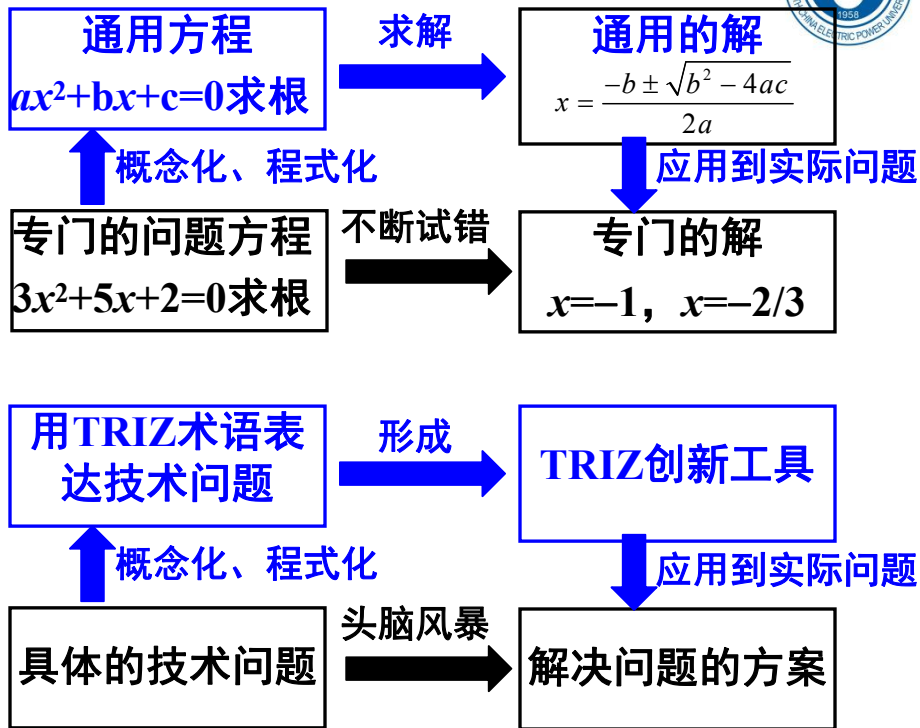 通用方程
ax²+bx+c=0求根
求解
通用的解
x = \frac{-b ± \sqrt{b² − 4ac}}{2a}
1958
概念化、程式化
应用到实际问题
专门的问题方程
3x²+5x+2=0求根
不断试错
专门的解
x=−1，x=−2/3
用TRIZ术语表
达技术问题
形成
TRIZ创新工具
概念化、程式化
应用到实际问题
具体的技术问题
头脑风暴
解决问题的方案